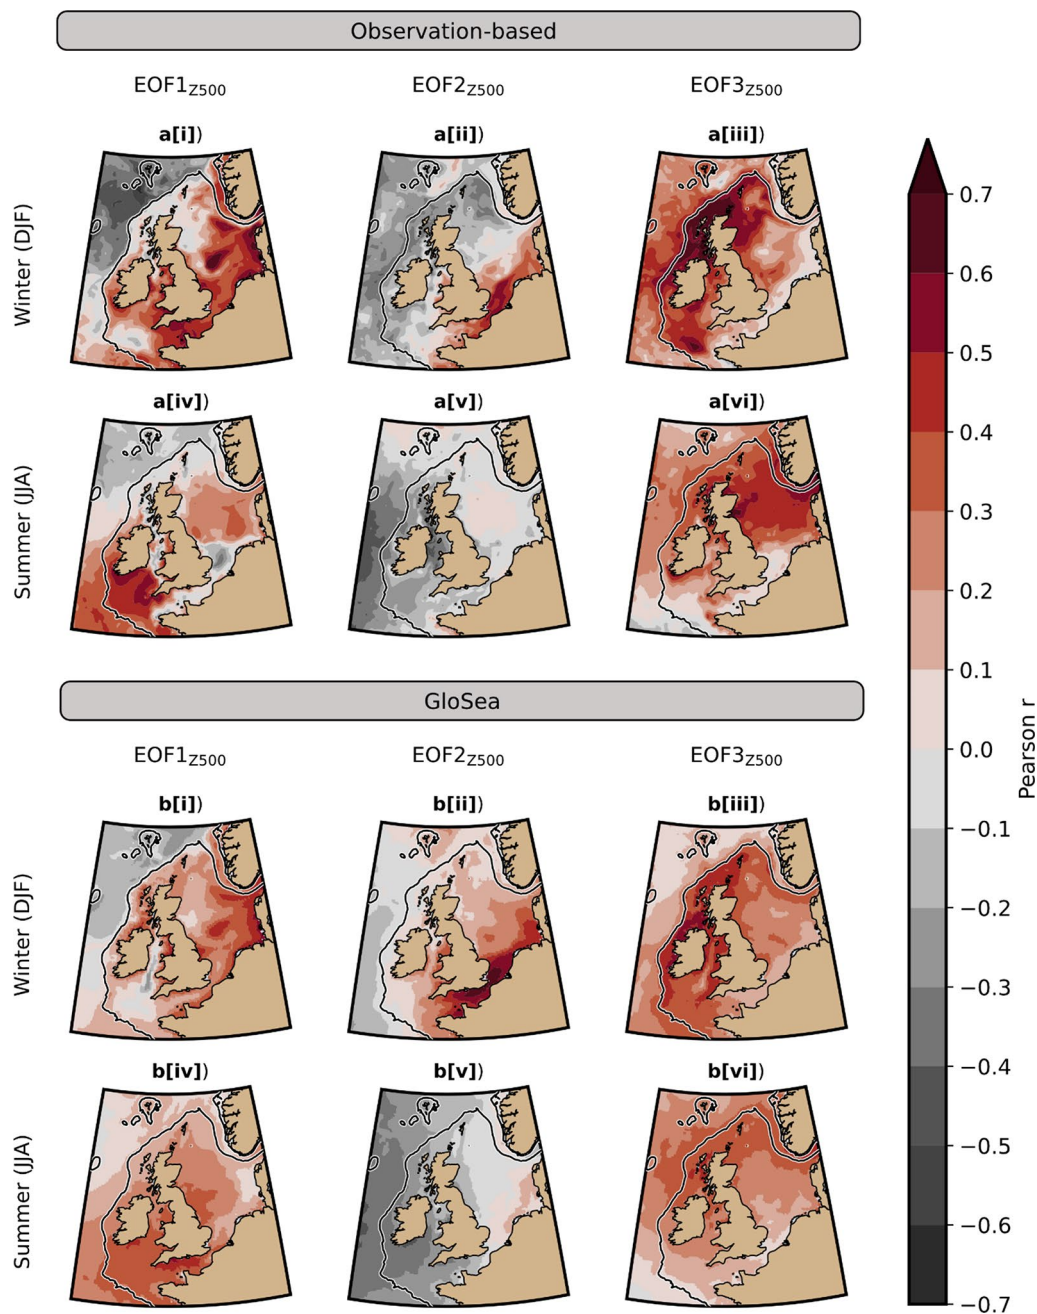 Observation-based
EOF1Z500 EOF2Z500 EOF3Z500
a[i]) a[ii]) a[iii])
Winter (DJF)
a[iv]) a[v]) a[vi])
Summer (JJA)
GloSea
EOF1Z500 EOF2Z500 EOF3Z500
b[i]) b[ii]) b[iii])
Winter (DJF)
b[iv]) b[v]) b[vi])
Summer (JJA)
0.7
0.6
0.5
0.4
0.3
0.2
0.1
0.0
−0.1
−0.2
−0.3
−0.4
−0.5
−0.6
−0.7
Pearson r